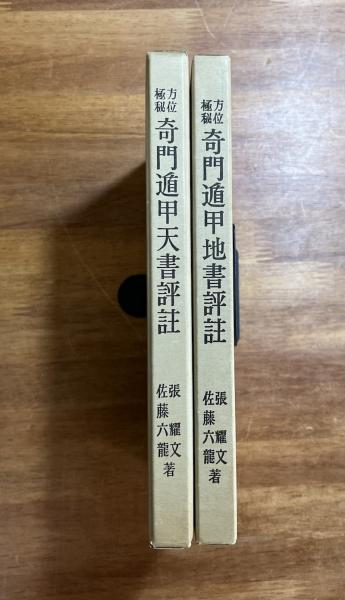 方位
極秘
奇門遁甲地書評註
張耀文
佐藤六龍
著
方位
極秘
奇門遁甲天書評註
張耀文
佐藤六龍
著